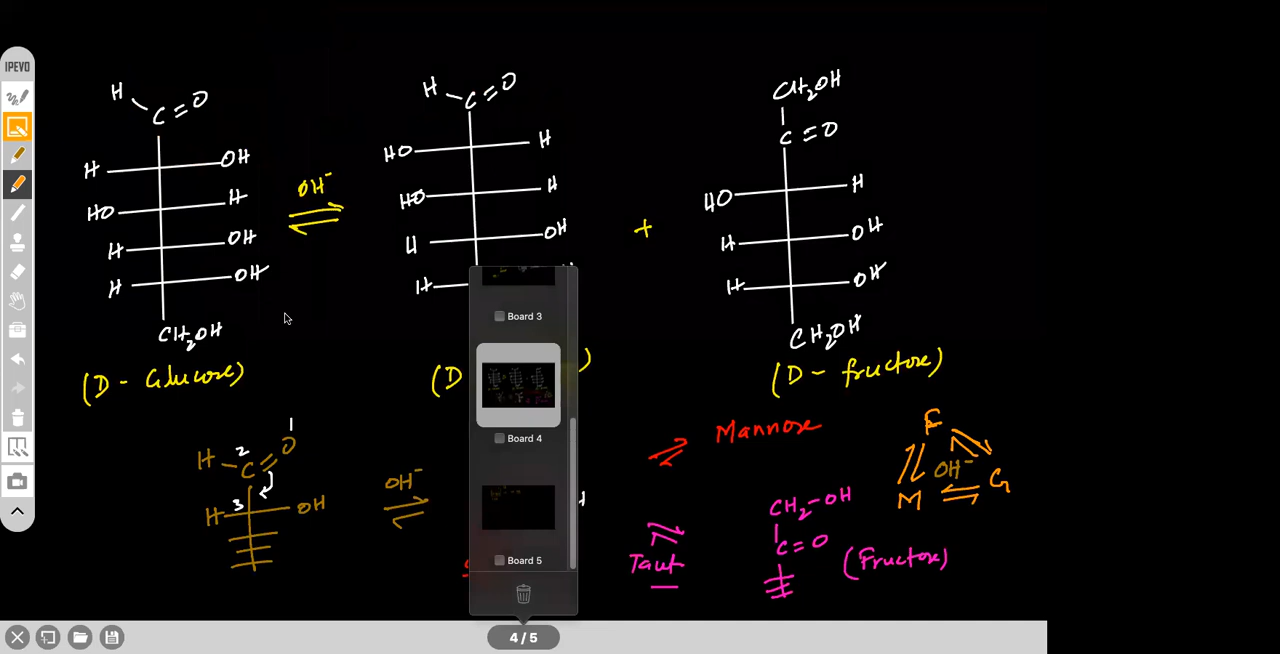 IPEVO
H
C = O
H OH
HO H
H OH
H OH
CH2OH
(D - Glucose)
OH-
H
C = O
HO H
HO H
H OH
H
(D
)
+
CH2OH
C = O
HO H
H OH
H OH
CH2OH
(D - fructose)
1
H 2 C O
3
H OH
OH-
Mannose
Taut
CH2-OH
C=O
(Fructose)
F
OH-
M G
Board 3
Board 4
Board 5
4 / 5